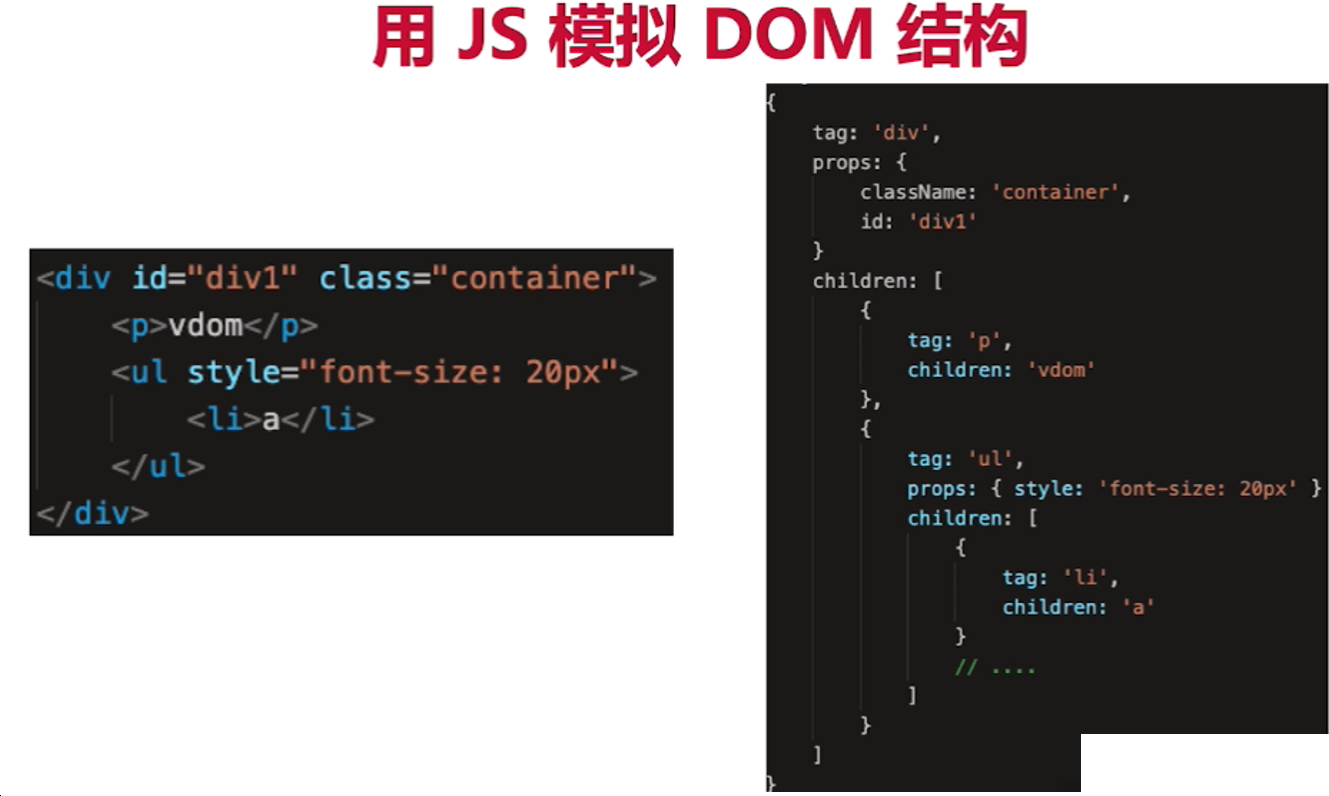 用 JS 模拟 DOM 结构
<div id="div1" class="container">
    <p>vdom</p>
    <ul style="font-size: 20px">
        <li>a</li>
    </ul>
</div>
{
    tag: 'div',
    props: {
        className: 'container',
        id: 'div1'
    }
    children: [
        {
            tag: 'p',
            children: 'vdom'
        },
        {
            tag: 'ul',
            props: { style: 'font-size: 20px' }
            children: [
                {
                    tag: 'li',
                    children: 'a'
                }
                // ....
            ]
        }
    ]
}